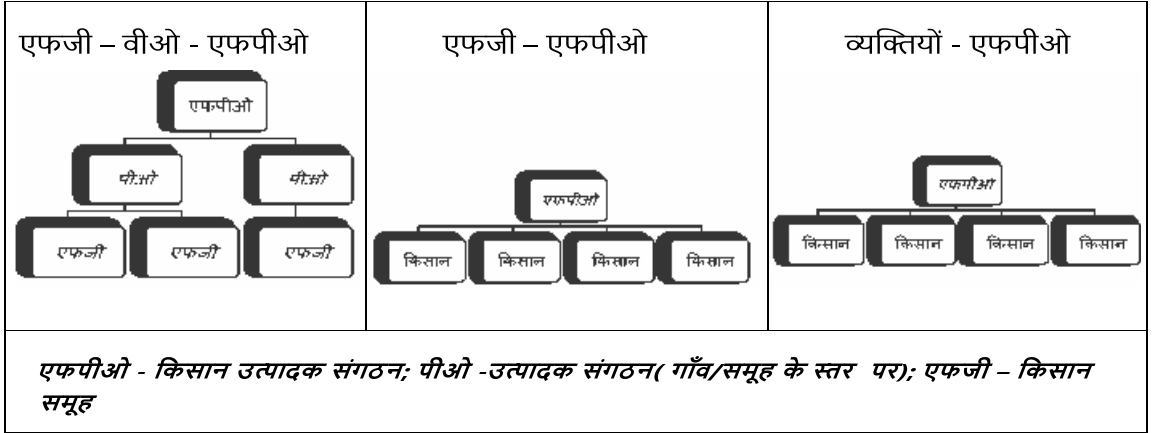 एफजी – वीओ - एफपीओ
एफपीओ
पीओ पीओ
एफजी एफजी एफजी
एफजी – एफपीओ
एफपीओ
किसान किसान किसान किसान
व्यक्तियों - एफपीओ
एफपीओ
किसान किसान किसान किसान
एफपीओ - किसान उत्पादक संगठन; पीओ -उत्पादक संगठन( गाँव/समूह के स्तर पर); एफजी – किसान
समूह